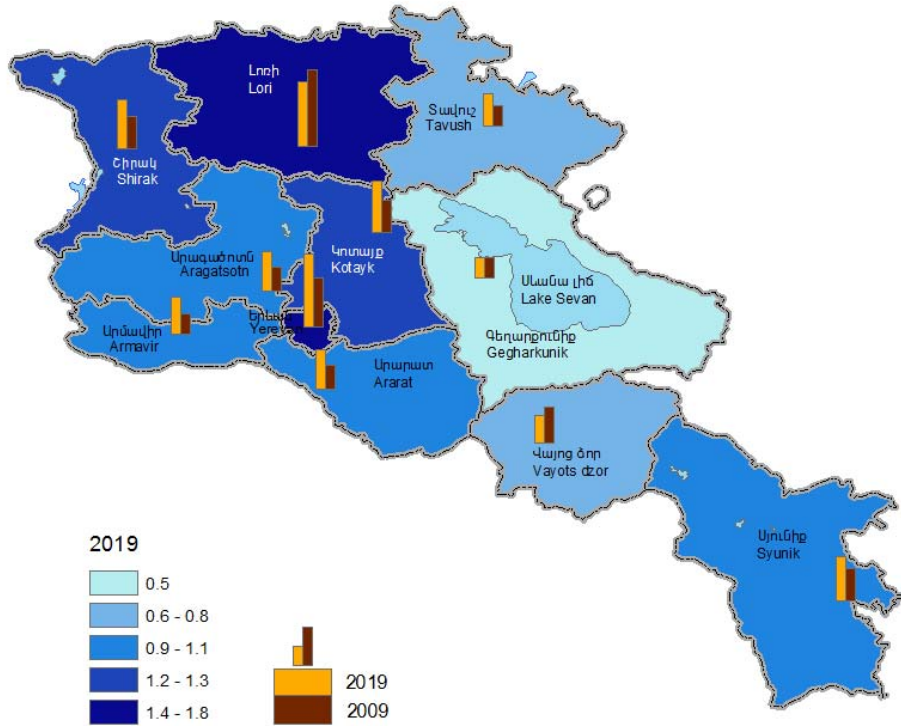 Լոռի
Lori
Տավուշ
Tavush
Շիրակ
Shirak
Արագածոտն
Aragatsotn
Կոտայք
Kotayk
Սևանա լիճ
Lake Sevan
Երևան
Yerevan
Արմավիր
Armavir
Արարատ
Ararat
Գեղարքունիք
Gegharkunik
Վայոց ձոր
Vayots dzor
Սյունիք
Syunik
2019
0.5
0.6 - 0.8
0.9 - 1.1
1.2 - 1.3
1.4 - 1.8
2019
2009